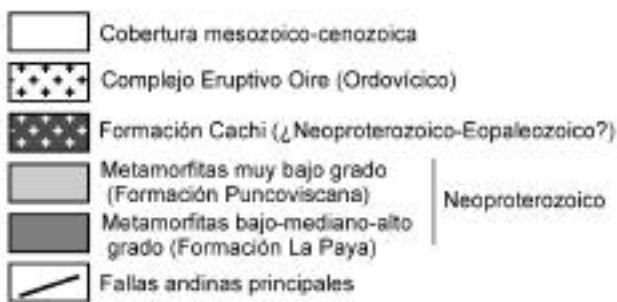 Cobertura mesozoico-cenozoica
Complejo Eruptivo Oire (Ordovícico)
Formación Cachi (¿Neoproterozoico-Eopaleozoico?)
Metamorfitas muy bajo grado
(Formación Puncoviscana)
Metamorfitas bajo-mediano-alto
grado (Formación La Paya)
Neoproterozoico
Fallas andinas principales